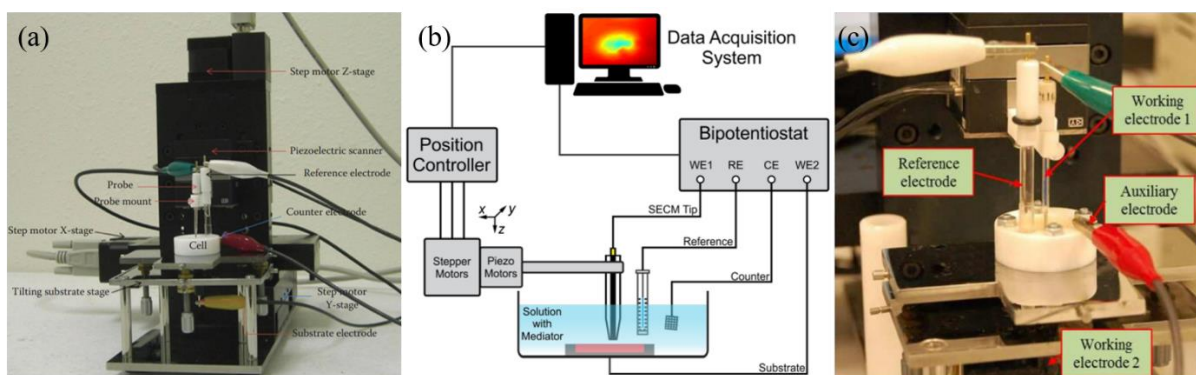 (a)
Step motor Z-stage
Piezoelectric scanner
Reference electrode
Probe
Probe mount
Counter electrode
Step motor X-stage
Cell
Tilting substrate stage
Step motor
Y-stage
Substrate electrode
(b)
Data Acquisition
System
Position
Controller
Bipotentiostat
WE1 RE CE WE2
SECM Tip
x y
z
Reference
Stepper
Motors
Piezo
Motors
Counter
Solution
with
Mediator
Substrate
(c)
Working
electrode 1
Reference
electrode
Auxiliary
electrode
Working
electrode 2